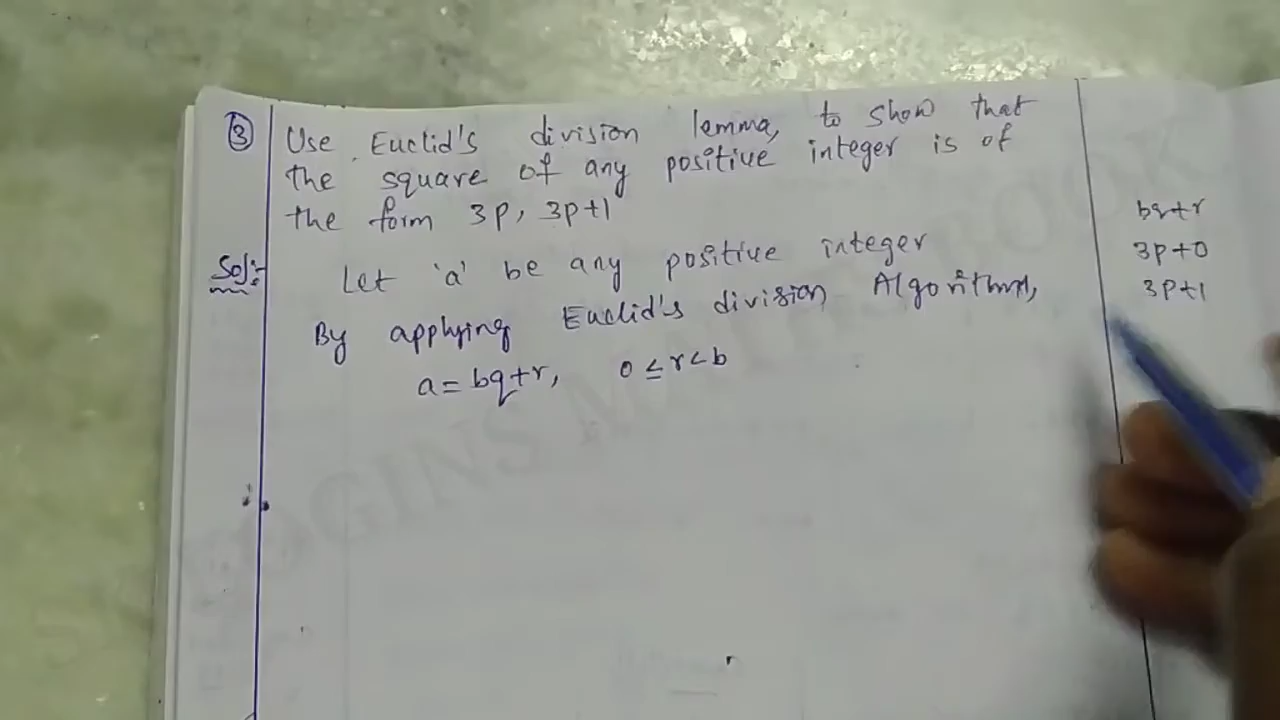 3 Use Euclid's division lemma, to show that
the square of any positive integer is of
the form 3p, 3p+1
Sol:- Let 'a' be any positive integer
By applying Euclid's division Algorithm,
a = bq+r, 0 ≤ r < b
bq+r
3p+0
3p+1